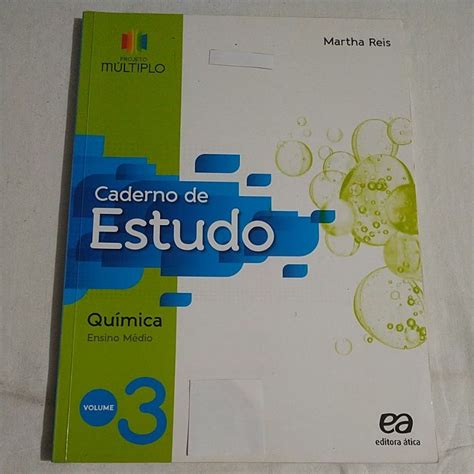 PROJETO
MÚLTIPLO
Martha Reis
Caderno de
Estudo
Química
Ensino Médio
VOLUME
3
ea
editora ática